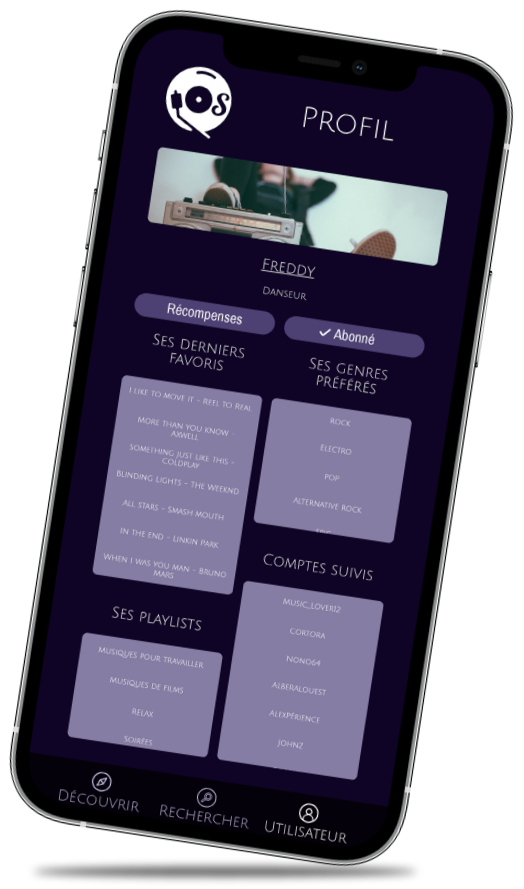 iOS
Profil
Freddy
Danseur
Récompenses
✓ Abonné
Ses derniers
favoris
I like to move it - Reel to Real
More than you know -
Axwell
Something just like this -
Coldplay
Blinding Lights - The Weeknd
All stars - Smash Mouth
In the end - Linkin Park
When I was you man - Bruno
Mars
Ses genres
préférés
Rock
Électro
Pop
Alternative rock
Ses playlists
Musiques pour travailler
Musiques de films
Relax
Soirées
Comptes suivis
Music_lover12
Corsora
Nono64
Alberalouest
Alexpérience
John2
Découvrir
Rechercher
Utilisateur